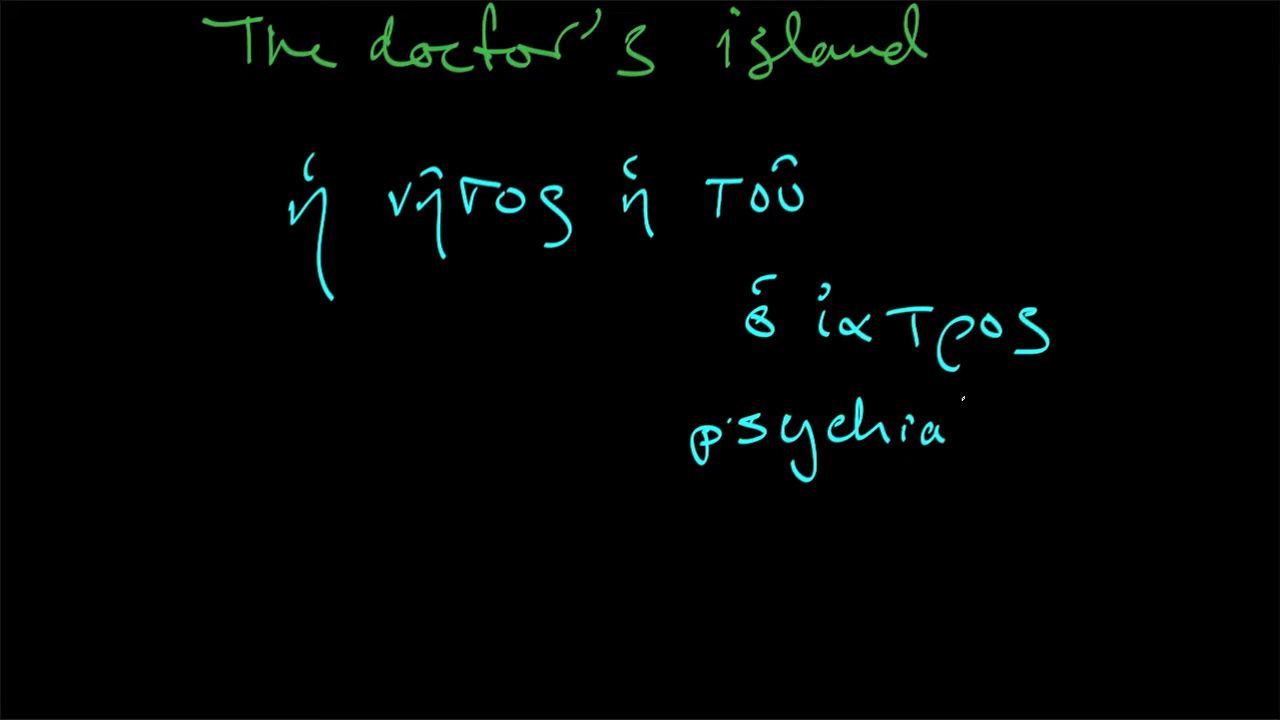 The doctor's island
ἡ νῆσος ἡ τοῦ
ὁ ἰατρος
psychia